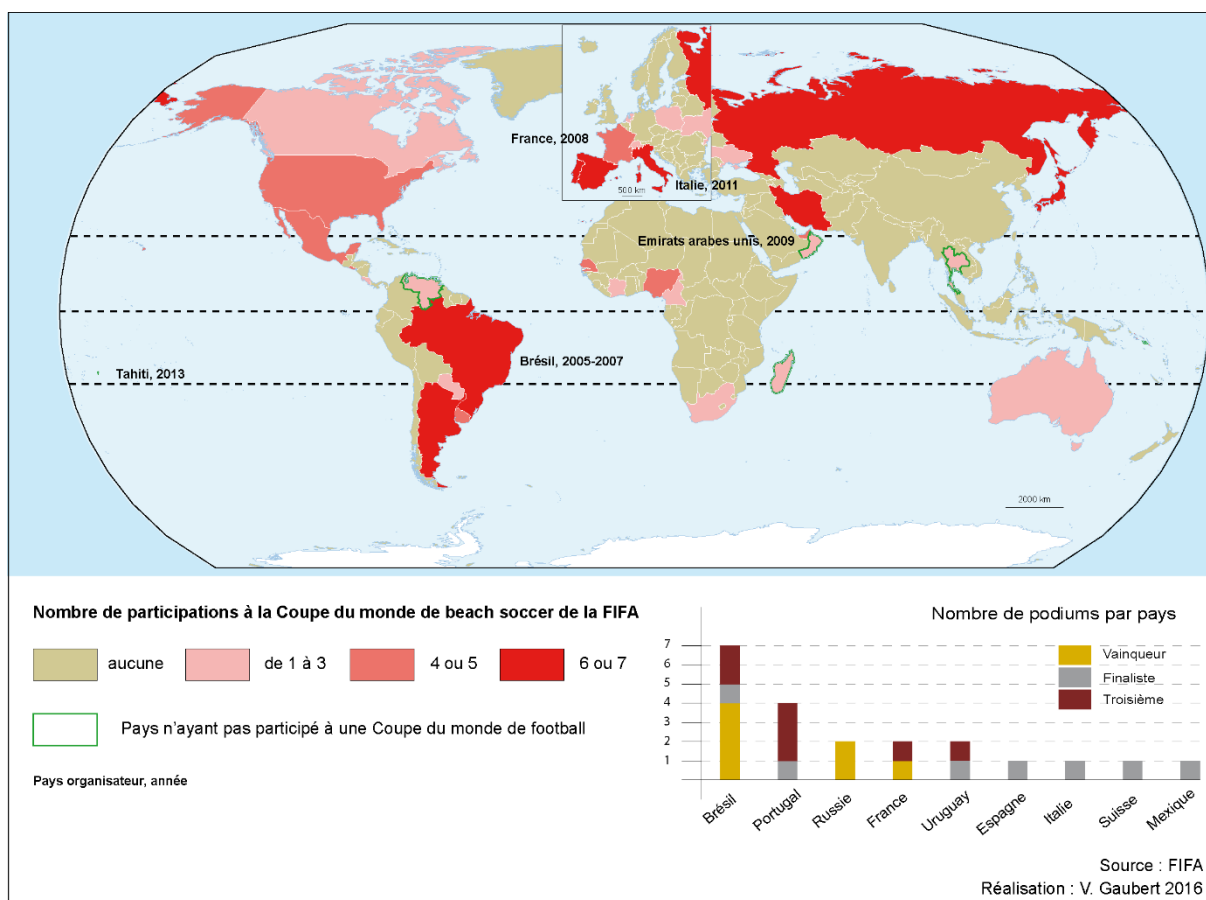 France, 2008
Italie, 2011
500 km
Emirats arabes unis, 2009
Brésil, 2005-2007
Tahiti, 2013
2000 km
Nombre de participations à la Coupe du monde de beach soccer de la FIFA
aucune
de 1 à 3
4 ou 5
6 ou 7
Pays n'ayant pas participé à une Coupe du monde de football
Pays organisateur, année
Nombre de podiums par pays
7
6
5
4
3
2
1
Vainqueur
Finaliste
Troisième
Brésil
Portugal
Russie
France
Uruguay
Espagne
Italie
Suisse
Mexique
Source : FIFA
Réalisation : V. Gaubert 2016